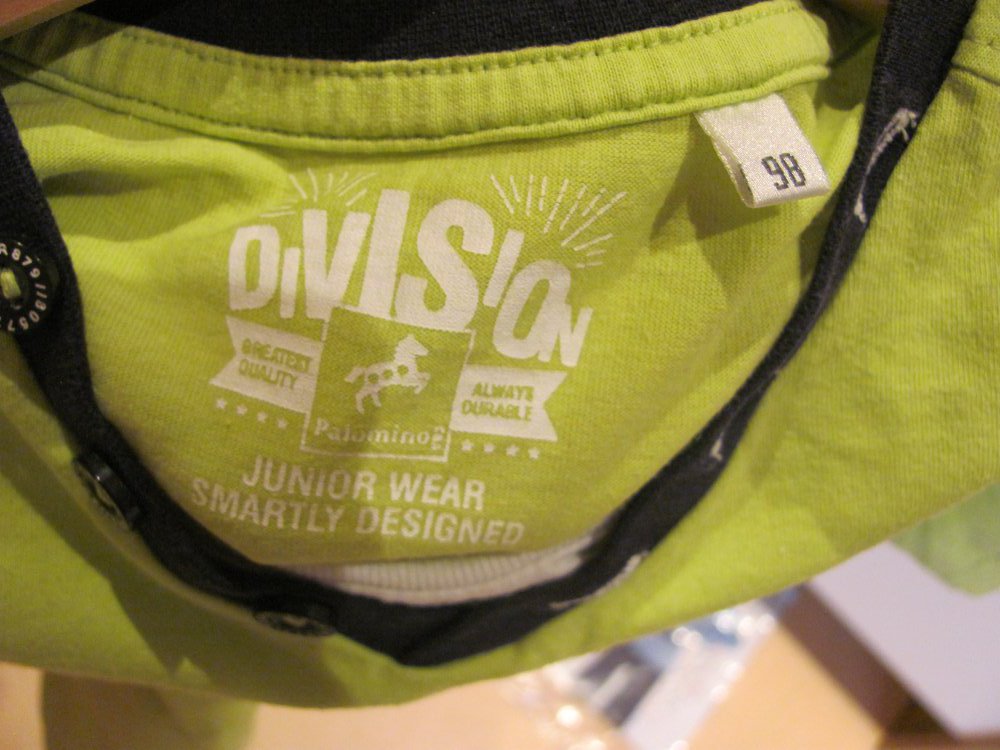 98
DiVISiON
GREATEST
QUALITY
ALWAYS
DURABLE
Palomino
JUNIOR WEAR
SMARTLY DESIGNED